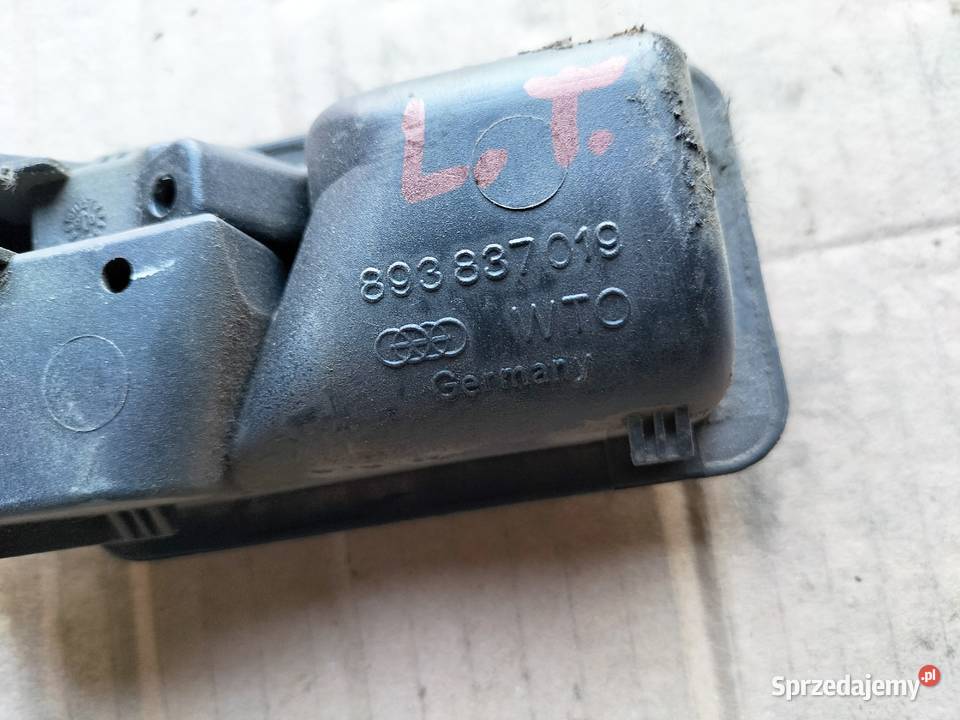 L.T.
893 837 019
WTO
Germany
Sprzedajemy.pl